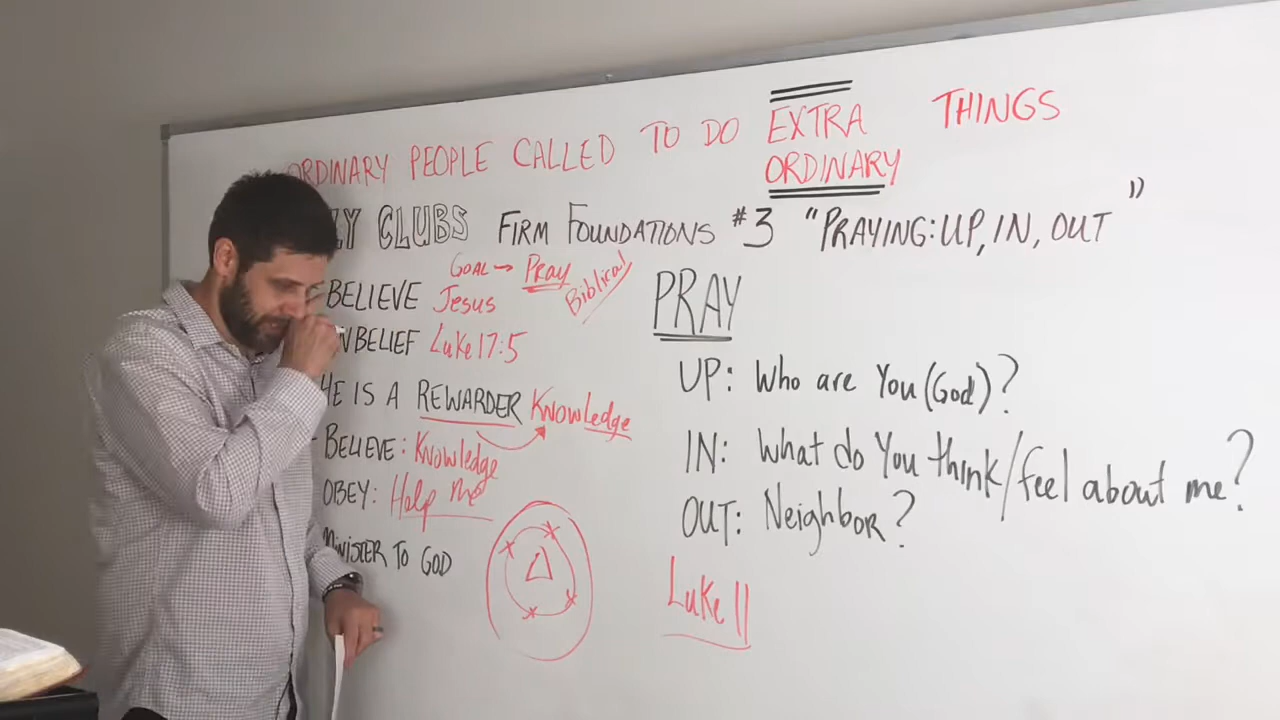 ORDINARY PEOPLE CALLED TO DO EXTRA ORDINARY THINGS
CLUBS FIRM FOUNDATIONS #3 "PRAYING: UP, IN, OUT"
GOAL → Pray
Biblical
BELIEVE Jesus
Luke 17:5
HE IS A REWARDER Knowledge
BELIEVE: Knowledge
OBEY: Help me
MINISTER TO GOD
PRAY
UP: Who are You (God)?
IN: What do You think/feel about me?
OUT: Neighbor?
Luke 11